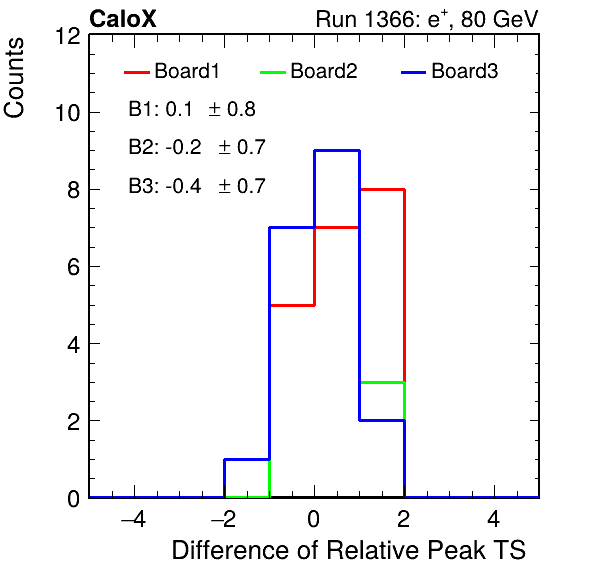 CaloX Run 1366: e⁺, 80 GeV
Counts
12
10
8
6
4
2
0
Board1 Board2 Board3
B1: 0.1 ± 0.8
B2: -0.2 ± 0.7
B3: -0.4 ± 0.7
−4 −2 0 2 4
Difference of Relative Peak TS